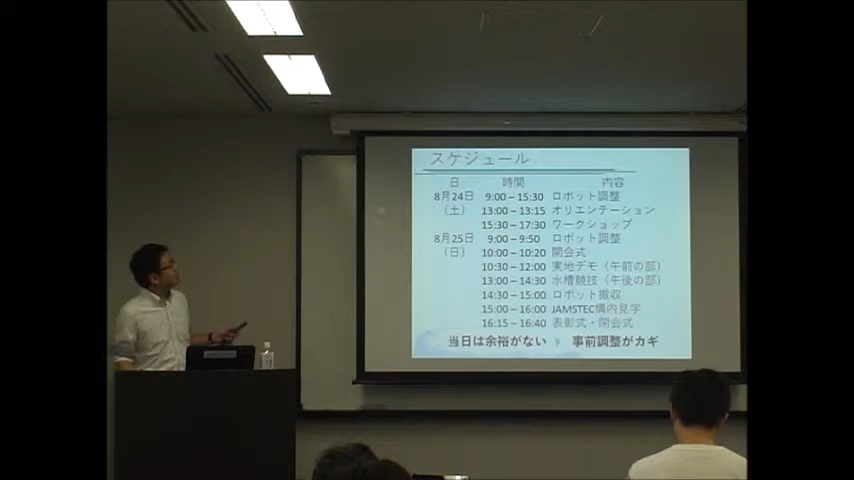 スケジュール
日 時間 内容
8月24日 9:00－15:30 ロボット調整
（土） 13:00－13:15 オリエンテーション
15:30－17:30 ワークショップ
8月25日 9:00－9:50 ロボット調整
（日） 10:00－10:20 開会式
10:30－12:00 実地デモ（午前の部）
13:00－14:30 水槽競技（午後の部）
14:30－15:00 ロボット撤収
15:00－16:00 JAMSTEC構内見学
16:15－16:40 表彰式・閉会式
当日は余裕がない 事前調整がカギ